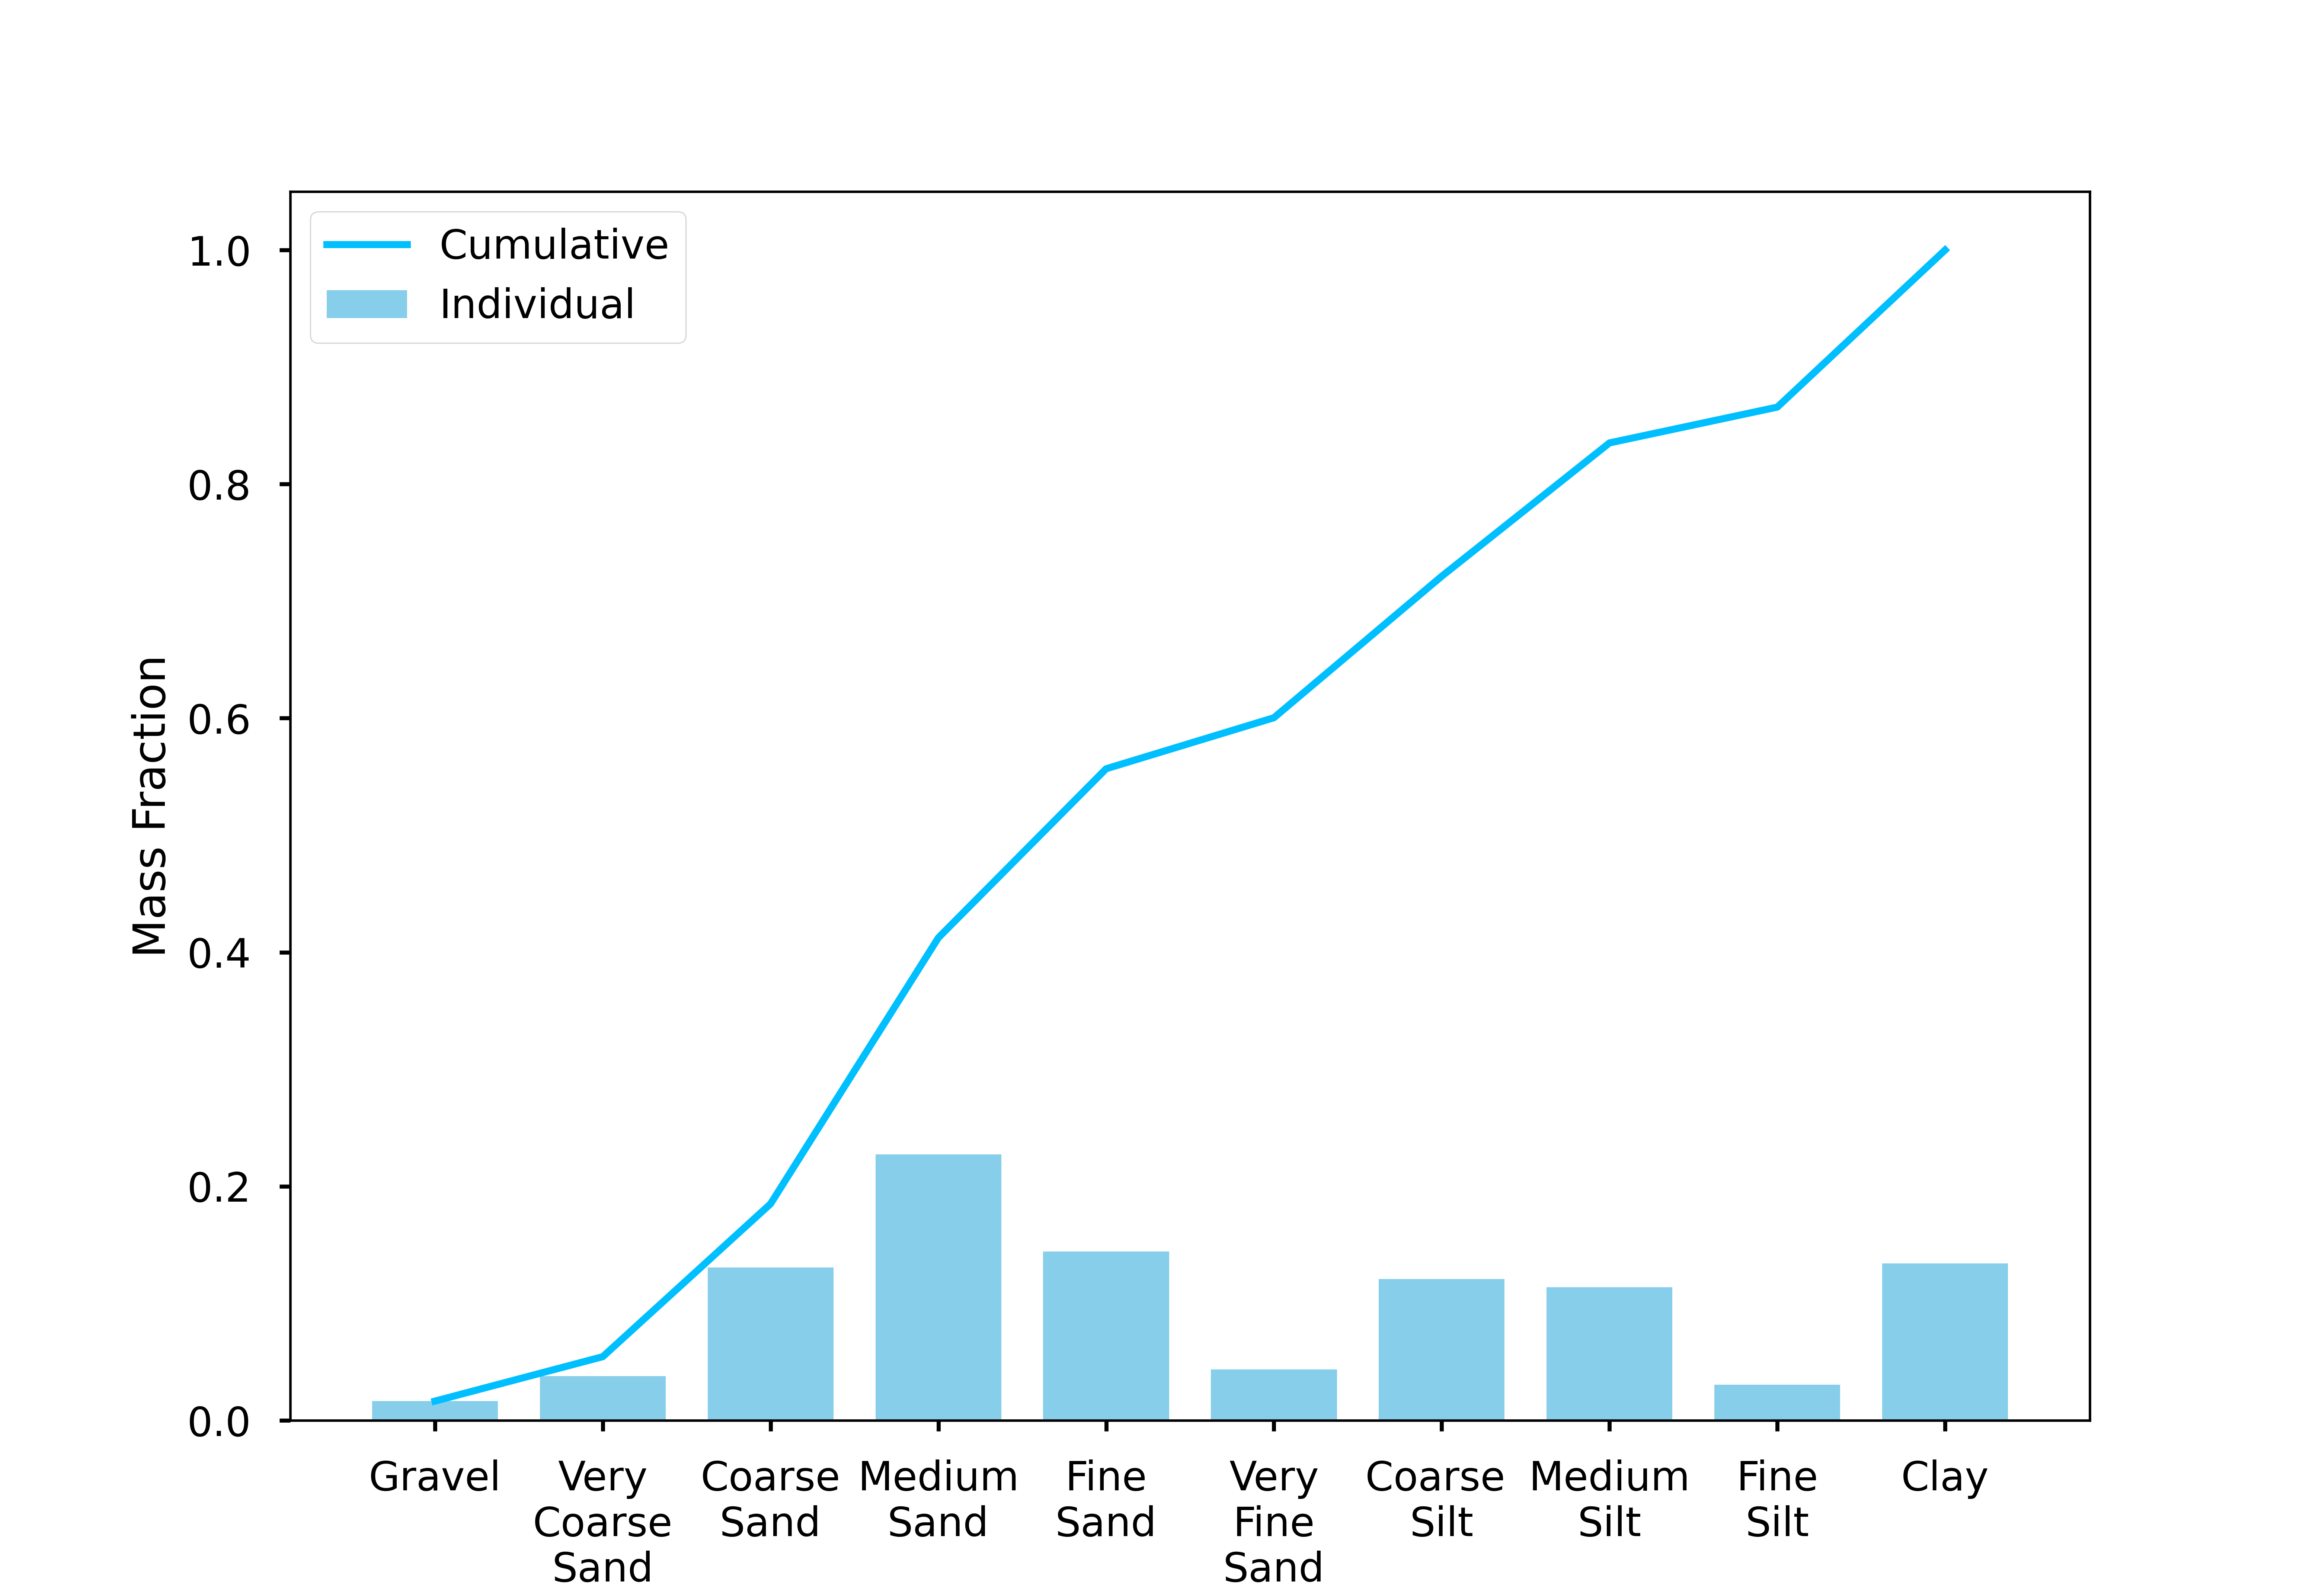 Cumulative
Individual
1.0
0.8
0.6
0.4
0.2
0.0
Mass Fraction
Gravel
Very
Coarse
Sand
Coarse
Sand
Medium
Sand
Fine
Sand
Very
Fine
Sand
Coarse
Silt
Medium
Silt
Fine
Silt
Clay